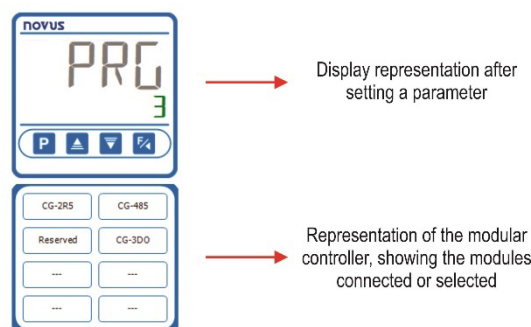 novus
PRG
3
P F/
Display representation after
setting a parameter
CG-2R5 CG-485
Reserved CG-3DO
--- ---
--- ---
Representation of the modular
controller, showing the modules
connected or selected